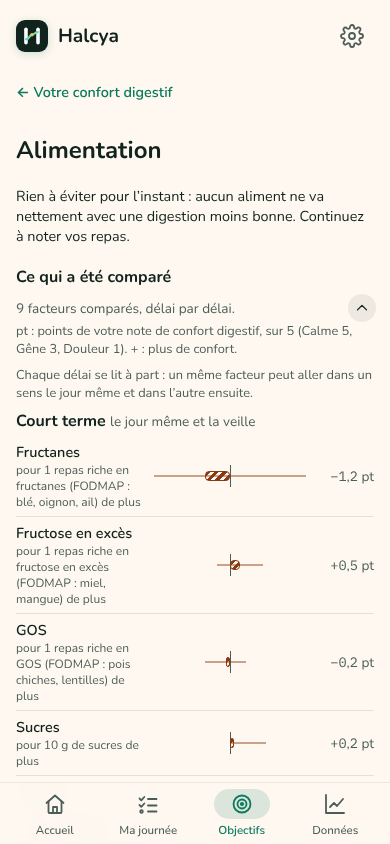 Halcya
← Votre confort digestif
Alimentation
Rien à éviter pour l’instant : aucun aliment ne va
nettement avec une digestion moins bonne. Continuez
à noter vos repas.
Ce qui a été comparé
9 facteurs comparés, délai par délai.
pt : points de votre note de confort digestif, sur 5 (Calme 5,
Gêne 3, Douleur 1). + : plus de confort.
Chaque délai se lit à part : un même facteur peut aller dans un
sens le jour même et dans l’autre ensuite.
Court terme le jour même et la veille
Fructanes
pour 1 repas riche en
fructanes (FODMAP :
blé, oignon, ail) de plus
−1,2 pt
Fructose en excès
pour 1 repas riche en
fructose en excès
(FODMAP : miel,
mangue) de plus
+0,5 pt
GOS
pour 1 repas riche en
GOS (FODMAP : pois
chiches, lentilles) de
plus
−0,2 pt
Sucres
pour 10 g de sucres de
plus
+0,2 pt
Accueil
Ma journée
Objectifs
Données